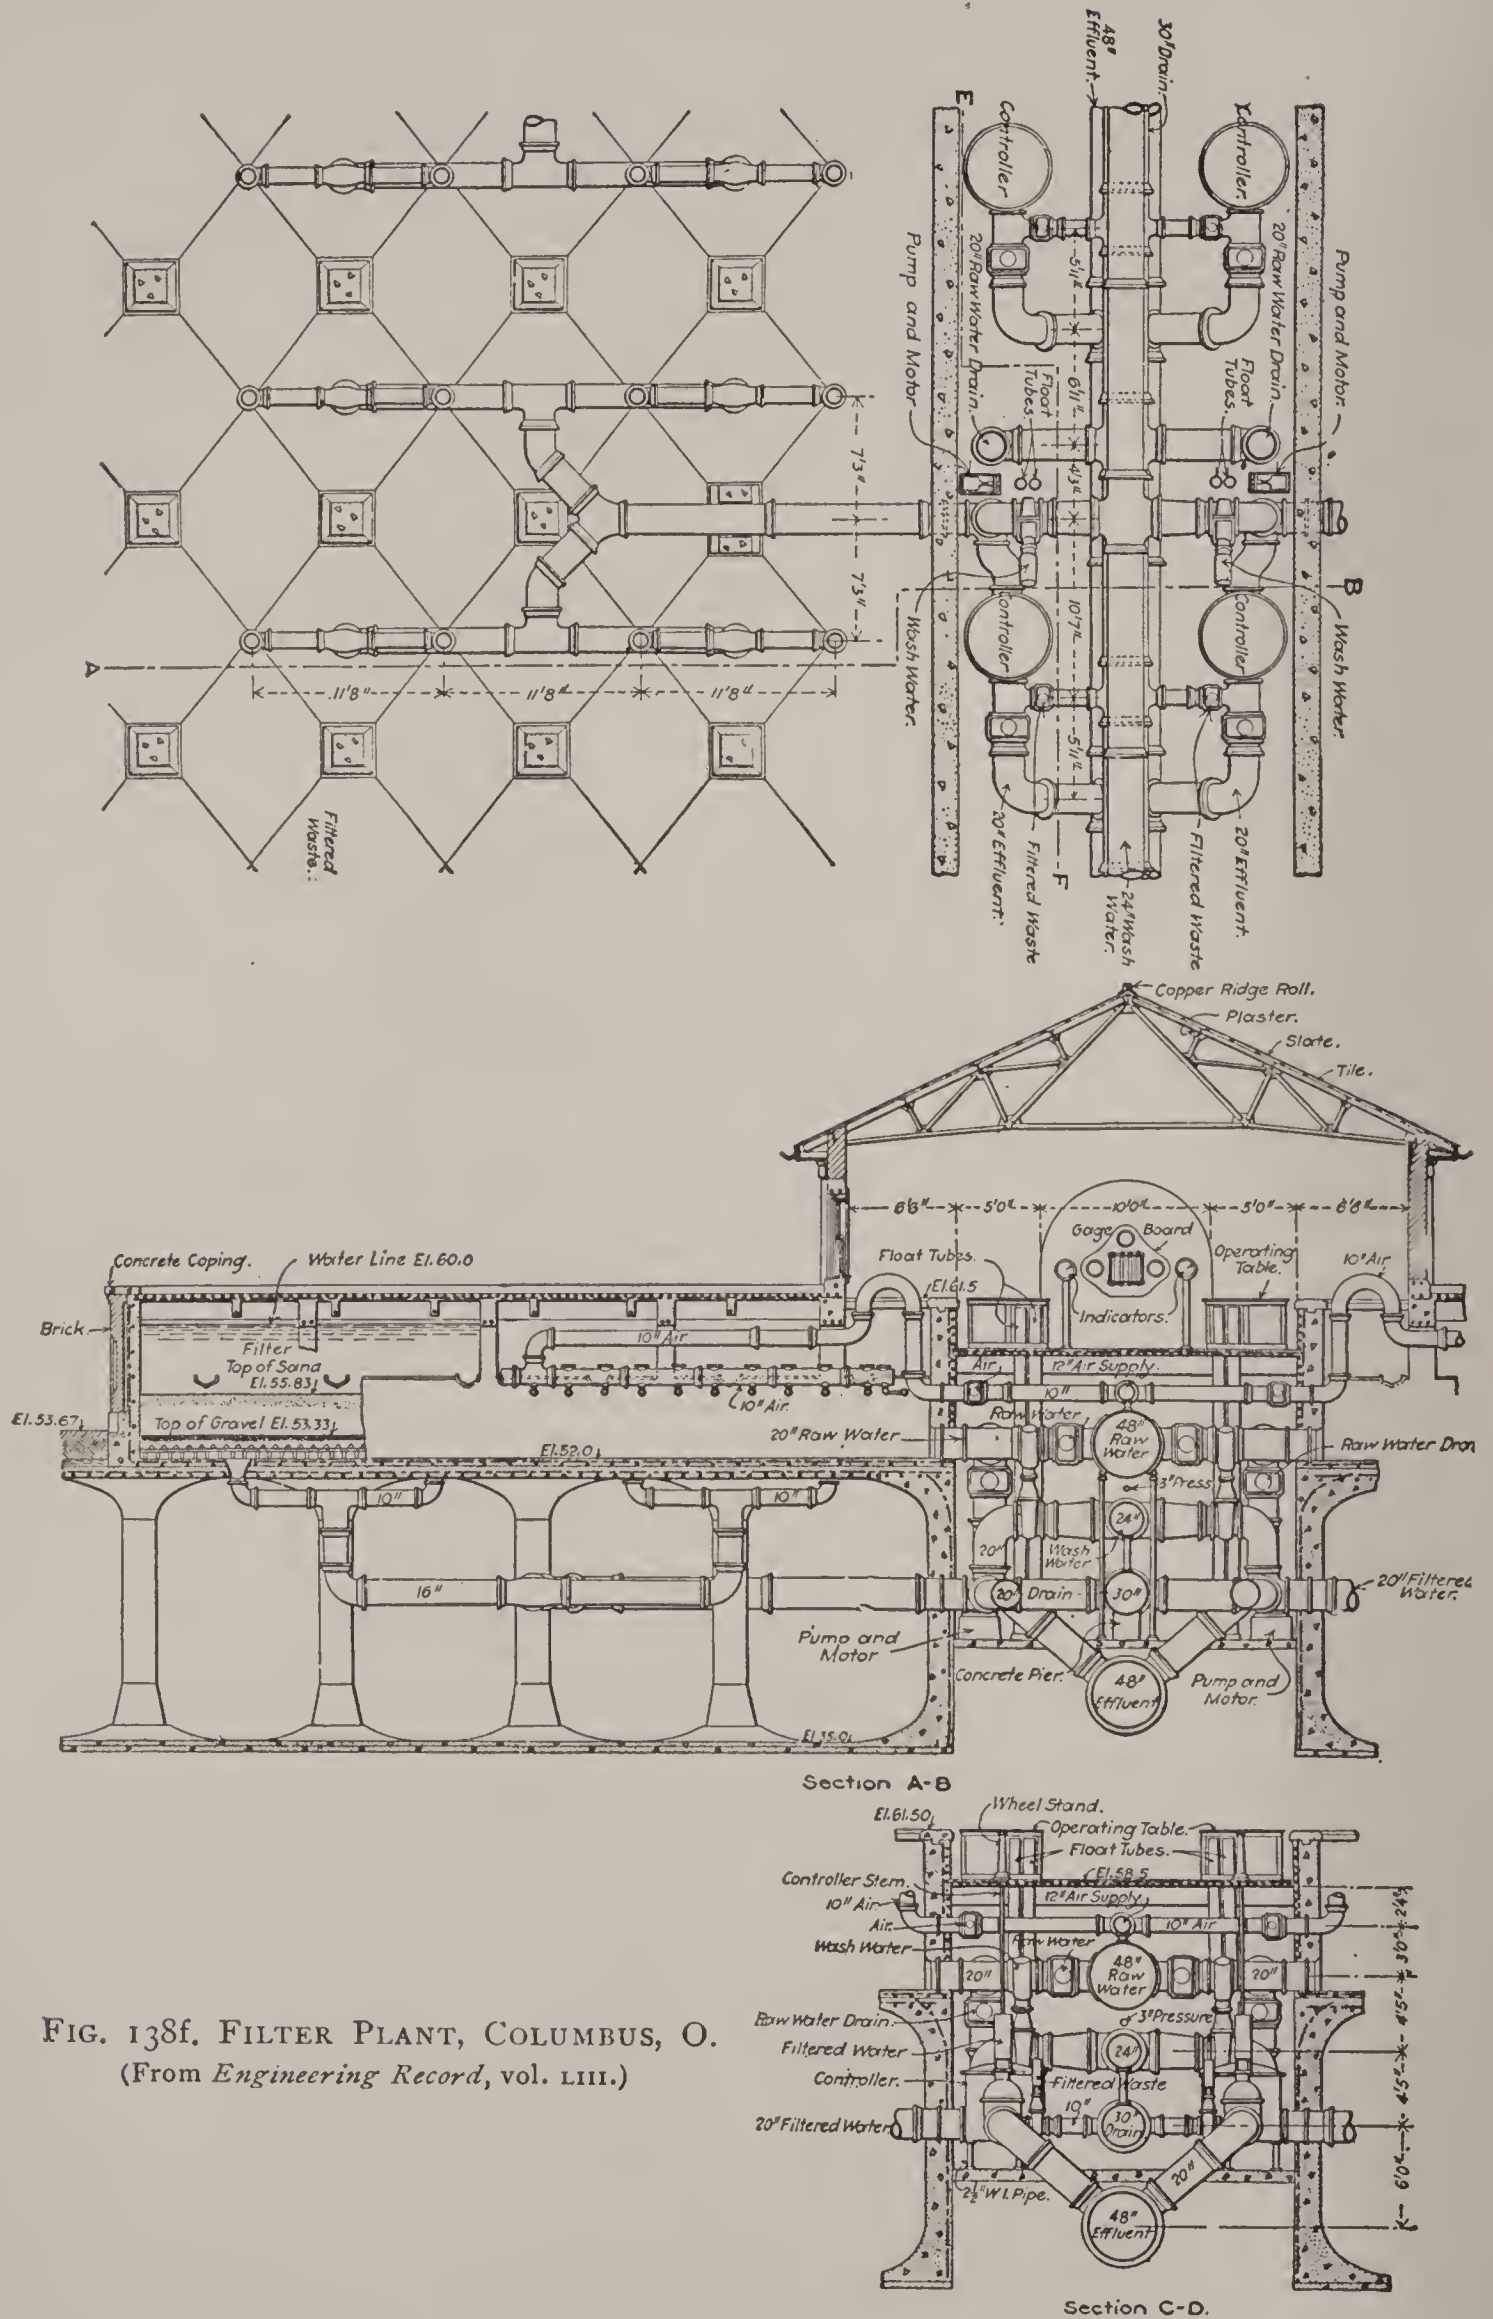 48"
Effluent.
30" Drain.
E
Controller
Controller.
Pump and Motor
20" Raw Water Drain.
5'11"
20" Raw Water Drain.
Pump and Motor.
Float
Tubes.
6'11"
Float
Tubes.
4'3"
7'3"
7'3"
B
Controller
Controller
10'7"
Wash Water.
Wash Water.
A
11'8"
11'8"
11'8"
5'11"
Filtered
Waste.
20" Effluent.
Filtered Waste
F
24" Wash
Water.
Filtered Waste
20" Effluent.
Copper Ridge Roll.
Plaster.
Slate.
Tile.
6'6"
5'0"
10'0"
5'0"
6'8"
Gage Board
Float Tubes.
Operating
Table.
10" Air
Concrete Coping.
Water Line El.60.0
El.61.5
Indicators.
Brick
10" Air
Filter
Top of Sand
El.55.83
Air
12" Air Supply
10"
10" Air.
Raw Water
El.53.67
Top of Gravel El.53.33
20" Raw Water
48"
Raw
Water
Raw Water Drain
El.52.0
10"
10"
3" Press
24"
20"
Wash
Water
16"
20"
Drain
30"
20" Filtered
Water.
Pump and
Motor
Concrete Pier.
48"
Effluent
Pump and
Motor.
El.35.0
Section A-B
El.61.50
Wheel Stand.
Operating Table.
Float Tubes.
Controller Stem.
El.58.5
10" Air
12" Air Supply
Air.
10" Air
Wash Water
Raw Water
3'0"
20"
48"
Raw
Water
20"
Raw Water Drain.
3" Pressure
4'5"
Filtered Water
24"
Controller.
Filtered Waste
4'5"
10"
20" Filtered Water
30"
Drain
20"
6'0"
2½" W.I. Pipe.
48"
Effluent
Section C-D.
FIG. 138f. FILTER PLANT, COLUMBUS, O.
(From Engineering Record, vol. LIII.)